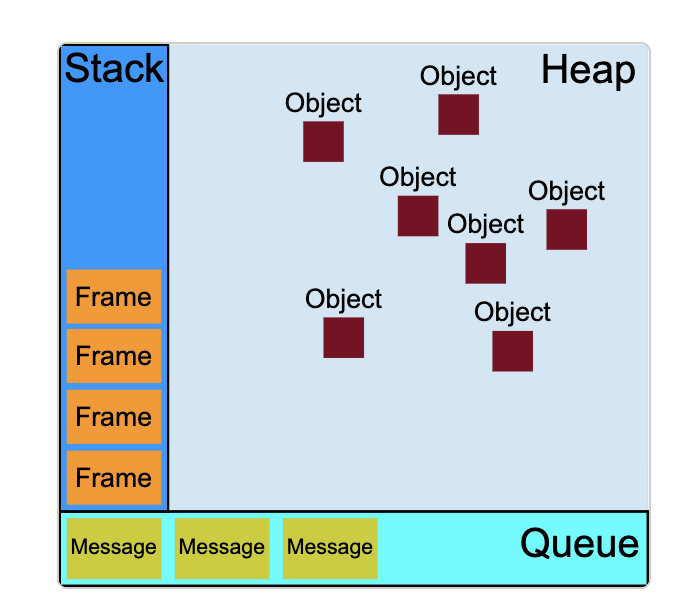 Stack
Heap
Object
Object
Object
Object
Object
Object
Object
Frame
Frame
Frame
Frame
Message
Message
Message
Queue